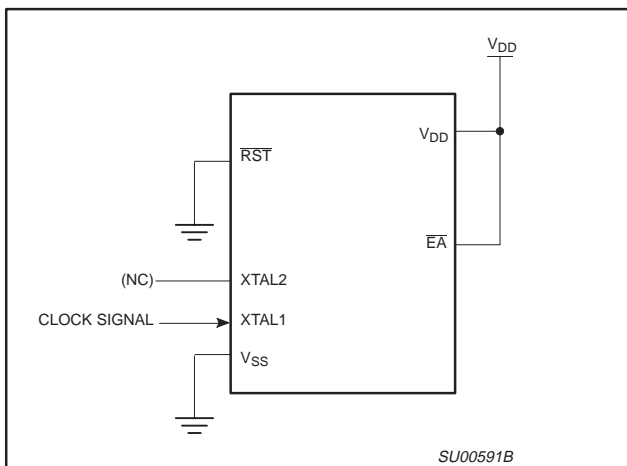 VDD
VDD
RST
EA
(NC)
XTAL2
CLOCK SIGNAL
XTAL1
VSS
SU00591B